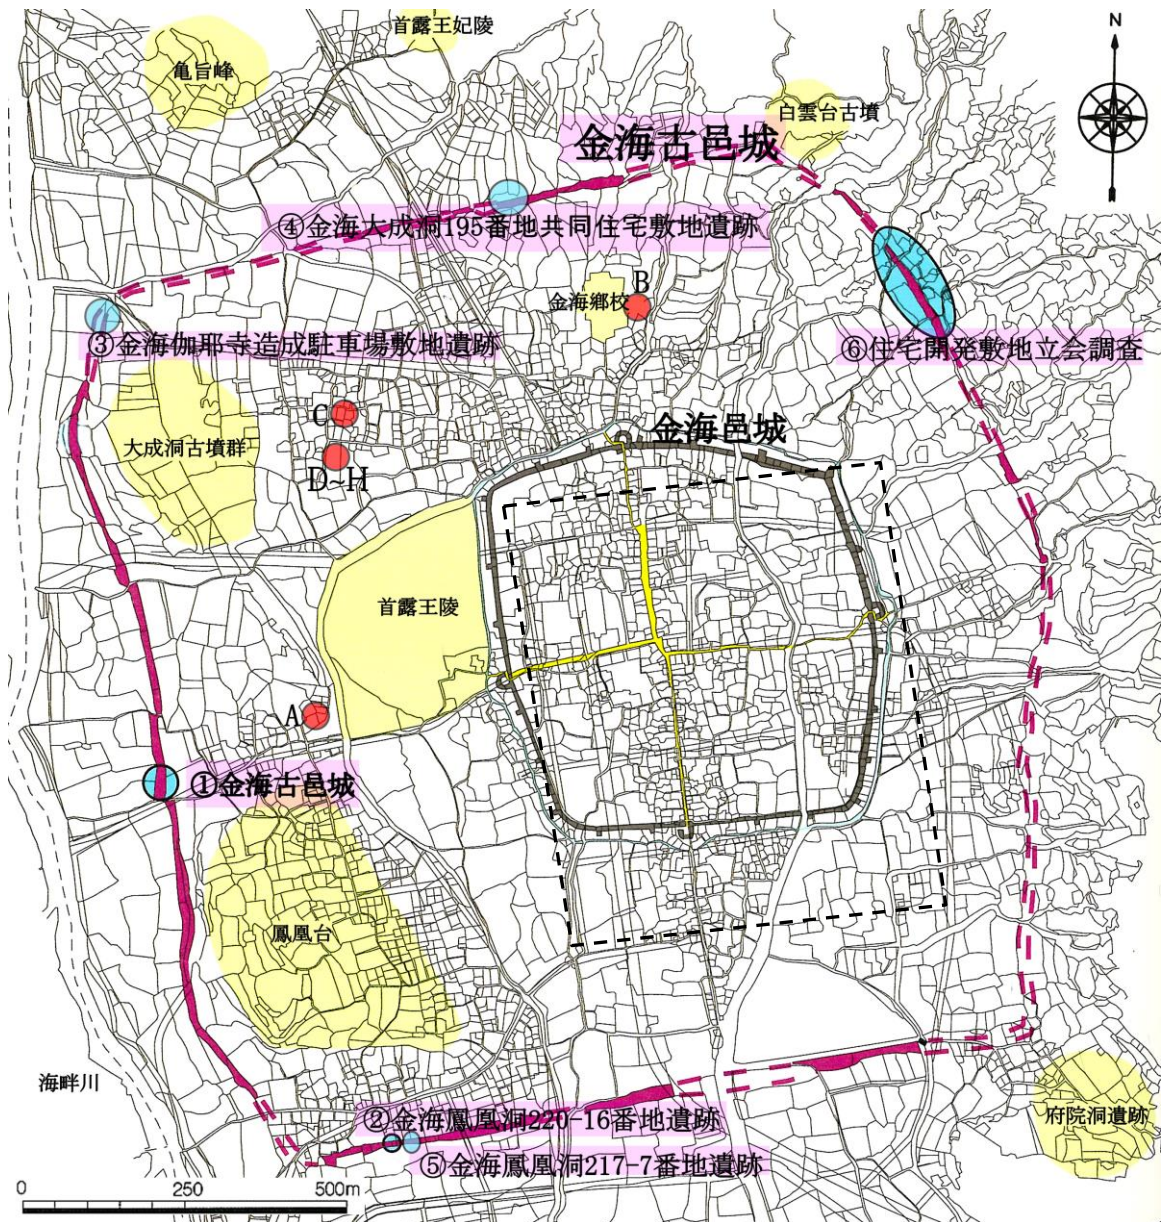 首露王妃陵
N
亀旨峰
白雲台古墳
金海古邑城
④金海大成洞195番地共同住宅敷地遺跡
B
金海郷校
③金海伽耶寺造成駐車場敷地遺跡
⑥住宅開発敷地立会調査
C
金海邑城
大成洞古墳群
D~H
首露王陵
A
①金海古邑城
鳳凰台
海畔川
②金海鳳凰洞220-16番地遺跡
府院洞遺跡
⑤金海鳳凰洞217-7番地遺跡
0 250 500m